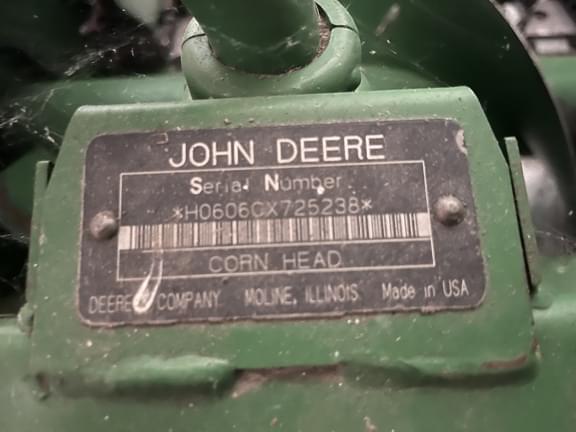 JOHN DEERE
Serial Number
*H0606CX725238*
CORN HEAD
DEERE & COMPANY MOLINE, ILLINOIS Made in USA